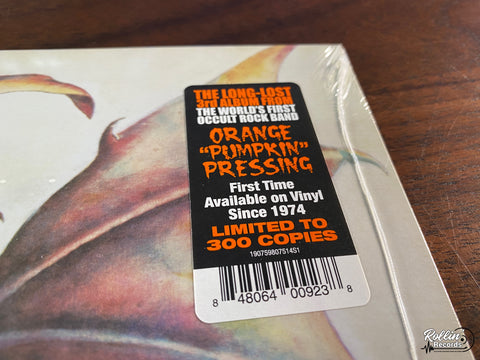 THE LONG-LOST
3rd ALBUM FROM
THE WORLD'S FIRST
OCCULT ROCK BAND
ORANGE
"PUMPKIN"
PRESSING
First Time
Available on Vinyl
Since 1974
LIMITED TO
300 COPIES
190759807514S1
8 48064 00923 8
Rollin'
Records